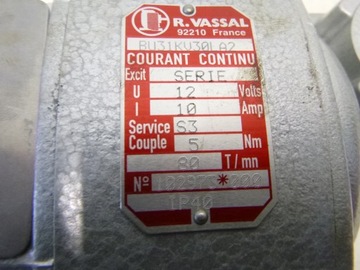 R. VASSAL
92210 France
COURANT CONTINU
Excit SERIE
U 12 Volts
I 10 Amp
Service S3
Couple 5 Nm
80 T/mn
Nº
IP40